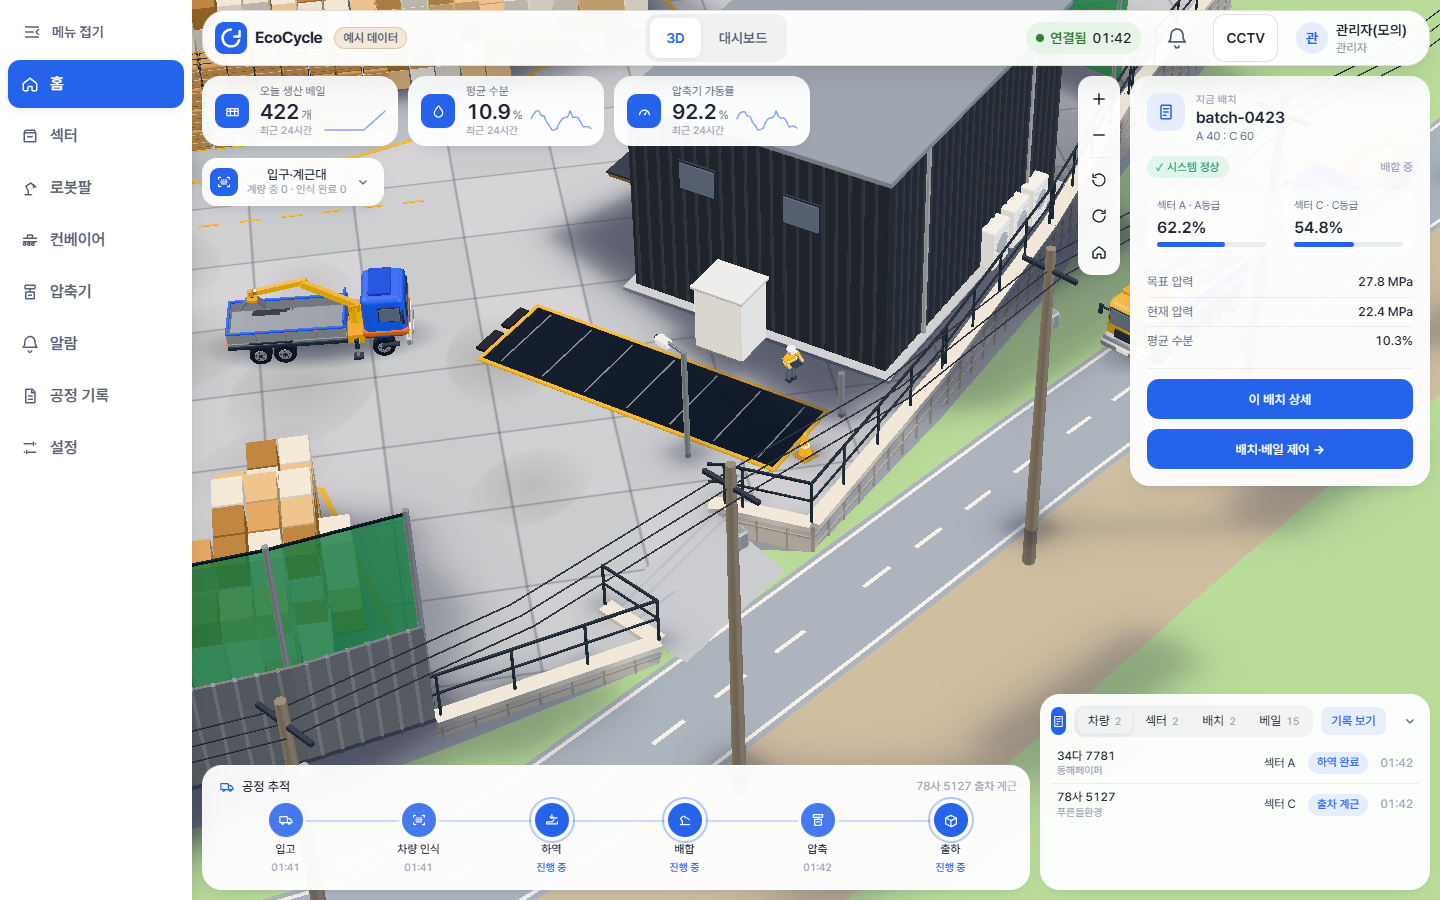 메뉴 접기
홈
섹터
로봇팔
컨베이어
압축기
알람
공정 기록
설정
EcoCycle
예시 데이터
3D
대시보드
연결됨 01:42
CCTV
관
관리자(모의)
관리자
오늘 생산 베일
422개
최근 24시간
평균 수분
10.9%
최근 24시간
압축기 가동률
92.2%
최근 24시간
입구·계근대
계량 중 0 · 인식 완료 0
지금 배치
batch-0423
A 40 : C 60
✓ 시스템 정상
배합 중
섹터 A · A등급
62.2%
섹터 C · C등급
54.8%
목표 압력 27.8 MPa
현재 압력 22.4 MPa
평균 수분 10.3%
이 배치 상세
배치·베일 제어 →
공정 추적
78사 5127 출차 계근
입고
01:41
차량 인식
01:41
하역
진행 중
배합
진행 중
압축
01:42
출하
진행 중
차량 2 섹터 2 배치 2 베일 15 기록 보기
34다 7781
동해페이퍼
섹터 A 하역 완료 01:42
78사 5127
푸른들환경
섹터 C 출차 계근 01:42